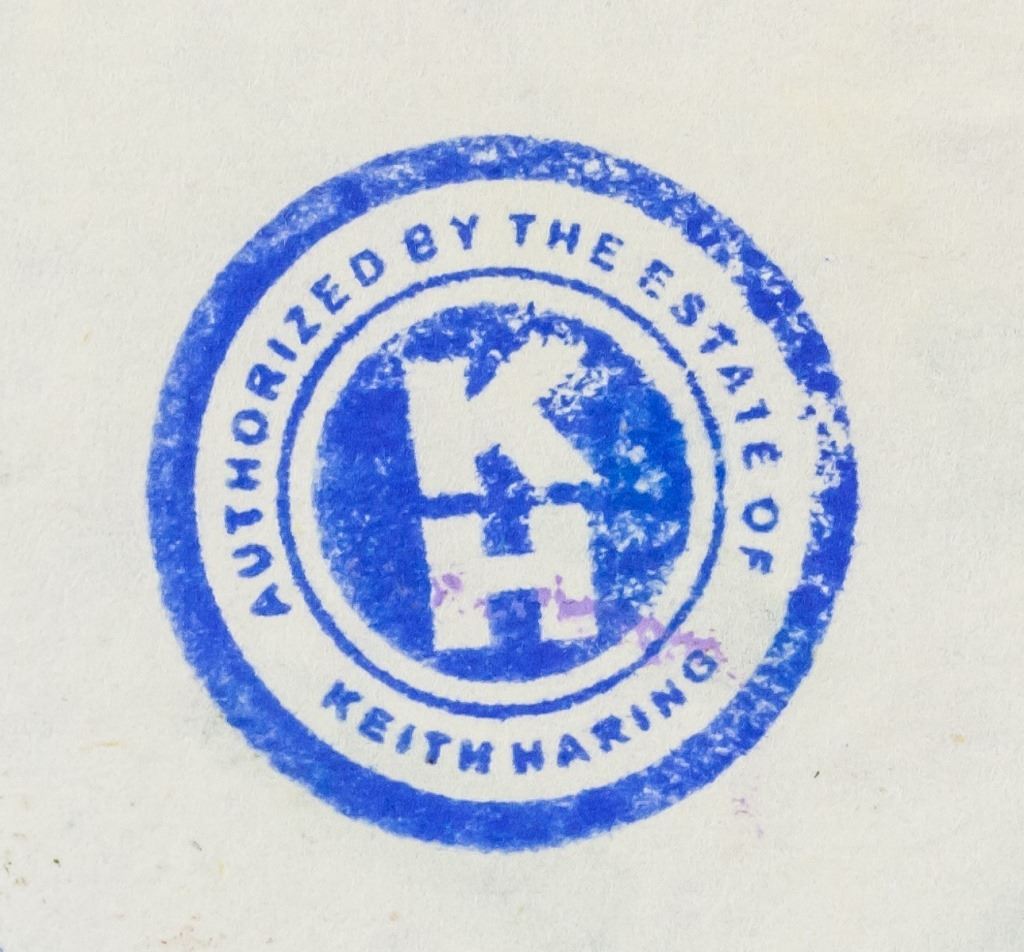 AUTHORIZED BY THE ESTATE OF
KH
KEITH HARING